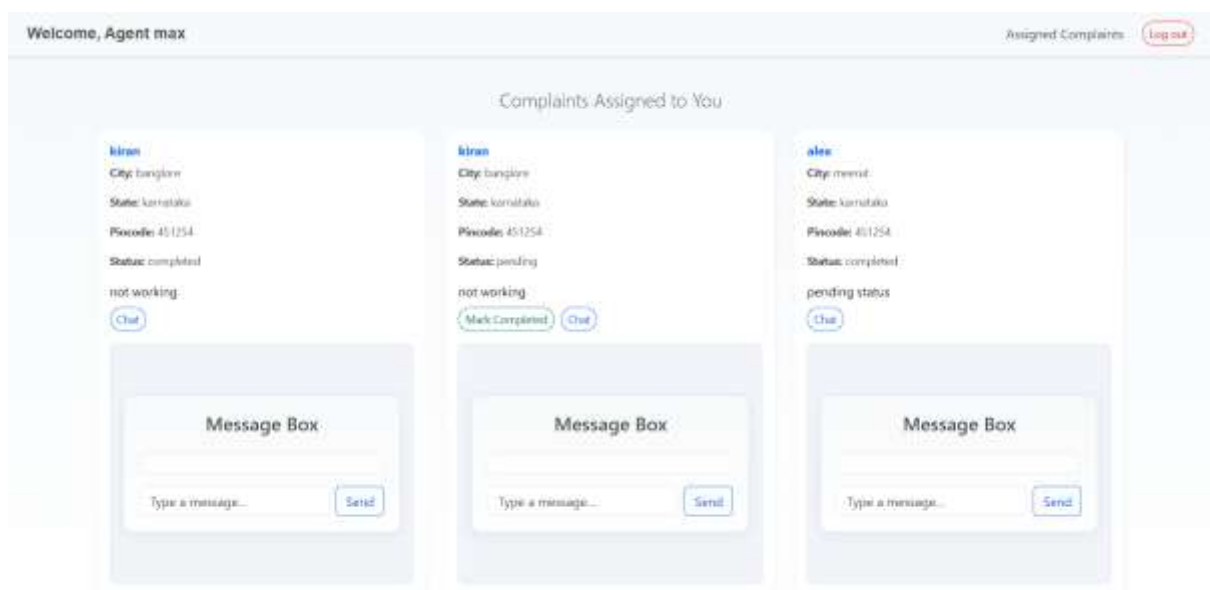 Welcome, Agent max
Assigned Complaints
Log out
Complaints Assigned to You
kiran
City: banglore
State: karnataka
Pincode: 451254
Status: completed
not working
Chat
Message Box
Type a message...
Send
kiran
City: banglore
State: karnataka
Pincode: 451254
Status: pending
not working
Mark Completed Chat
Message Box
Type a message...
Send
alex
City: meerut
State: karnataka
Pincode: 451254
Status: completed
pending status
Chat
Message Box
Type a message...
Send